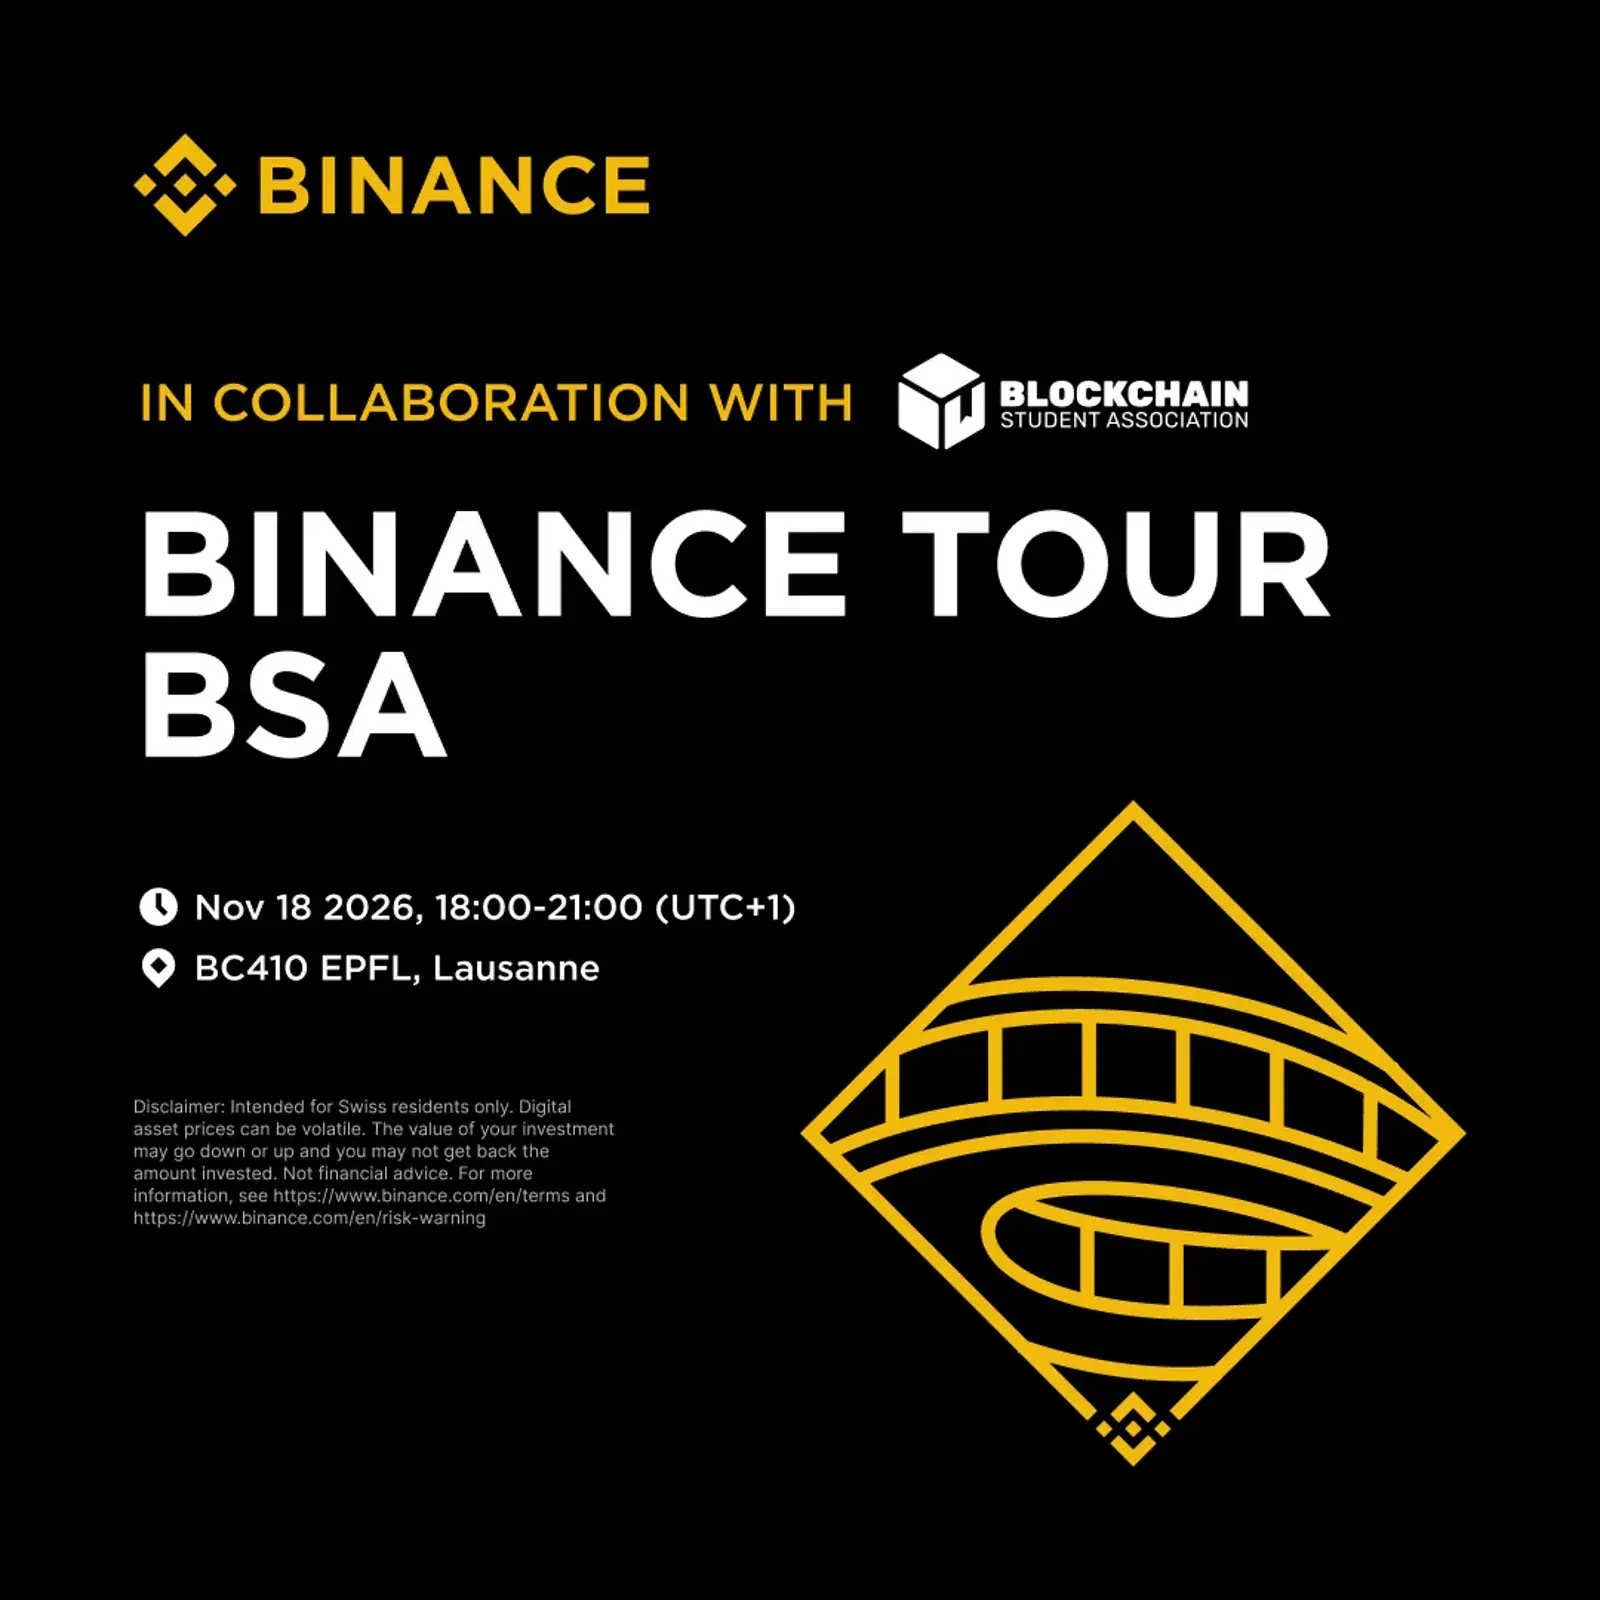 BINANCE
IN COLLABORATION WITH BLOCKCHAIN
STUDENT ASSOCIATION
BINANCE TOUR
BSA
Nov 18 2026, 18:00-21:00 (UTC+1)
BC410 EPFL, Lausanne
Disclaimer: Intended for Swiss residents only. Digital
asset prices can be volatile. The value of your investment
may go down or up and you may not get back the
amount invested. Not financial advice. For more
information, see https://www.binance.com/en/terms and
https://www.binance.com/en/risk-warning